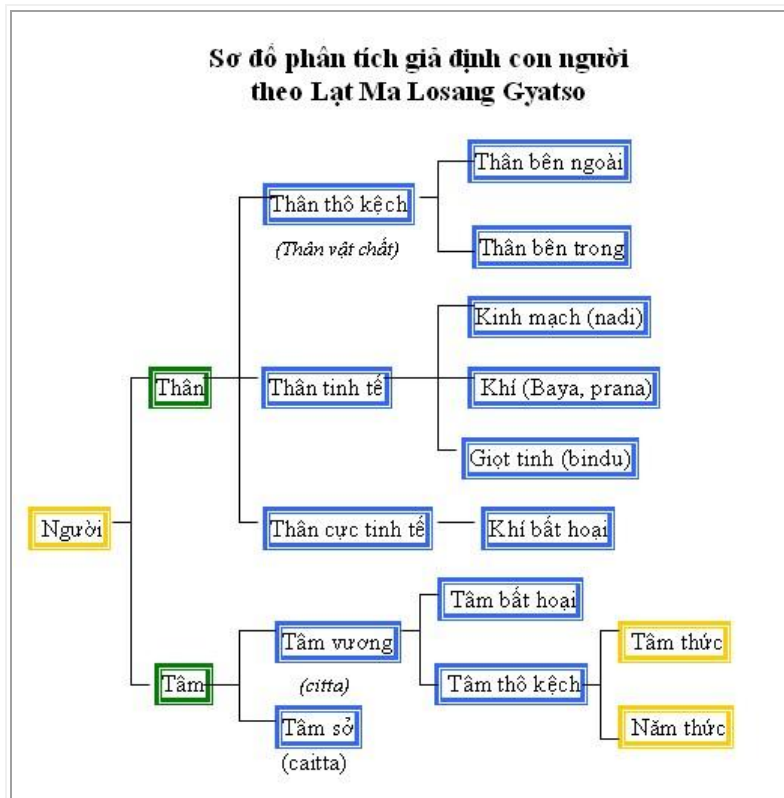 Sơ đồ phân tích giả định con người
theo Lạt Ma Losang Gyatso
Thân bên ngoài
Thân thô kệch
(Thân vật chất)
Thân bên trong
Kinh mạch (nadi)
Thân
Thân tinh tế
Khí (Baya, prana)
Giọt tinh (bindu)
Người
Thân cực tinh tế
Khí bất hoại
Tâm bất hoại
Tâm vương
(citta)
Tâm thức
Tâm
Tâm thô kệch
Tâm sở
(caitta)
Năm thức